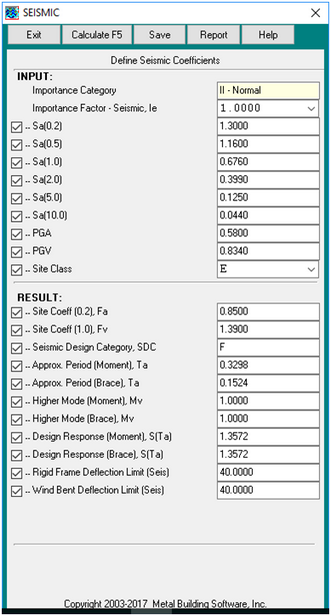 SEISMIC
Exit Calculate F5 Save Report Help
Define Seismic Coefficients
INPUT:
Importance Category II - Normal
Importance Factor - Seismic, Ie 1.0000
-- Sa(0.2) 1.3000
-- Sa(0.5) 1.1600
-- Sa(1.0) 0.6760
-- Sa(2.0) 0.3990
-- Sa(5.0) 0.1250
-- Sa(10.0) 0.0440
-- PGA 0.5800
-- PGV 0.8340
-- Site Class E
RESULT:
-- Site Coeff (0.2), Fa 0.8500
-- Site Coeff (1.0), Fv 1.3900
-- Seismic Design Category, SDC F
-- Approx. Period (Moment), Ta 0.3298
-- Approx. Period (Brace), Ta 0.1524
-- Higher Mode (Moment), Mv 1.0000
-- Higher Mode (Brace), Mv 1.0000
-- Design Response (Moment), S(Ta) 1.3572
-- Design Response (Brace), S(Ta) 1.3572
-- Rigid Frame Deflection Limit (Seis) 40.0000
-- Wind Bent Deflection Limit (Seis) 40.0000
Copyright 2003-2017 Metal Building Software, Inc.